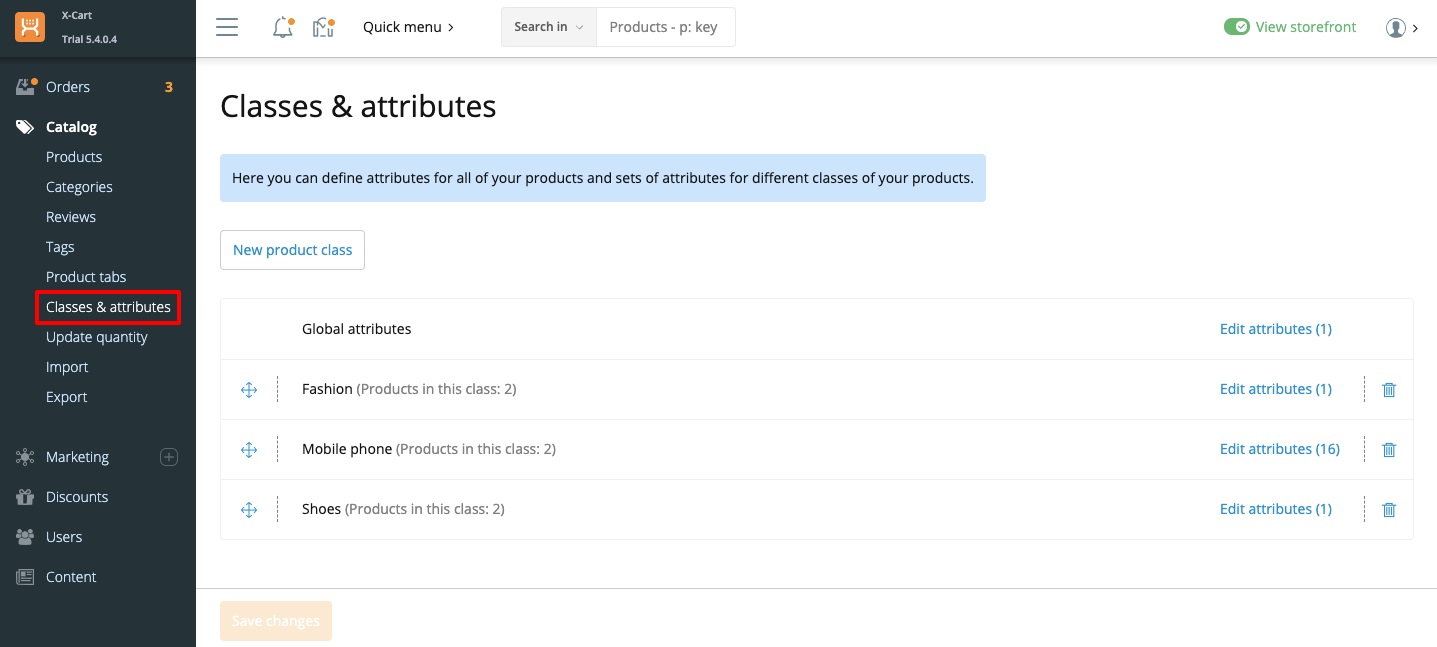 X-Cart
Trial 5.4.0.4
Quick menu
Search in
Products - p: key
View storefront
Orders 3
Catalog
Products
Categories
Reviews
Tags
Product tabs
Classes & attributes
Update quantity
Import
Export
Marketing
Discounts
Users
Content
Classes & attributes
Here you can define attributes for all of your products and sets of attributes for different classes of your products.
New product class
Global attributes Edit attributes (1)
Fashion (Products in this class: 2) Edit attributes (1)
Mobile phone (Products in this class: 2) Edit attributes (16)
Shoes (Products in this class: 2) Edit attributes (1)
Save changes